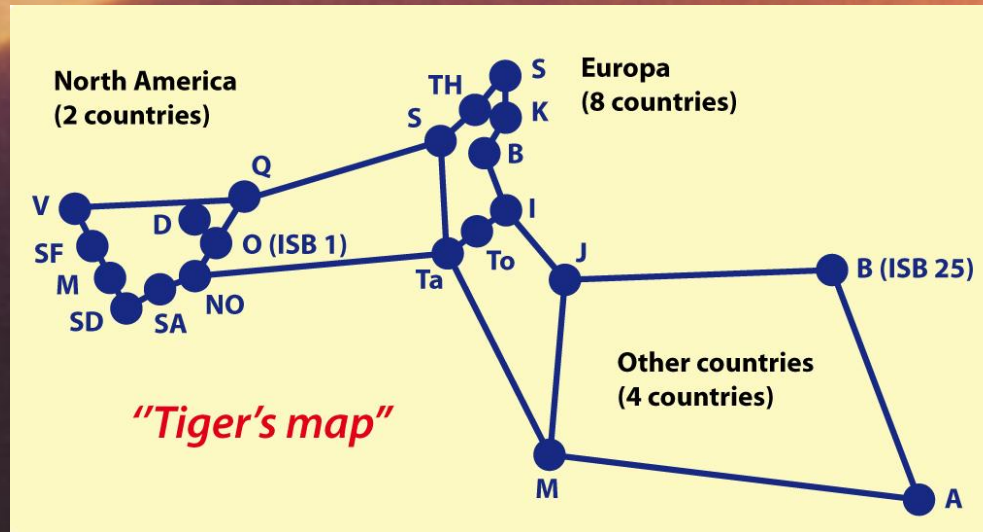 North America
(2 countries)
Europa
(8 countries)
S
TH
K
S
B
Q
V
D
I
SF
O (ISB 1)
To
J
Ta
B (ISB 25)
M
NO
SD
SA
Other countries
(4 countries)
"Tiger's map"
M
A